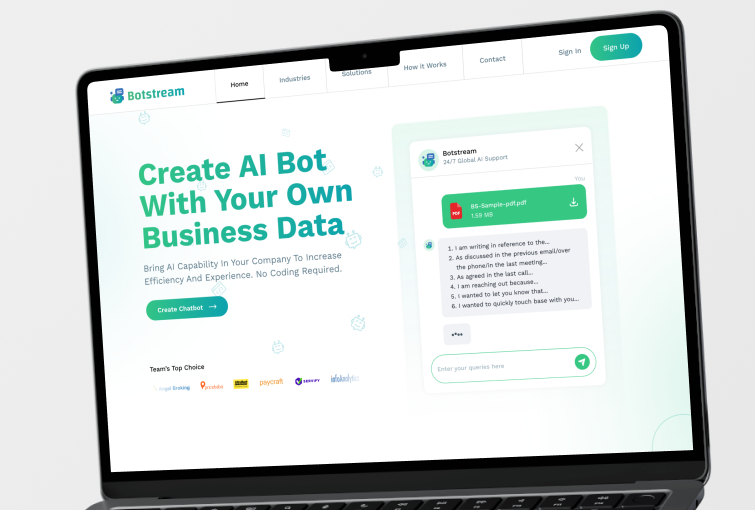 Botstream
Home
Industries
Solutions
How it Works
Contact
Sign In
Sign Up
Create AI Bot
With Your Own
Business Data
Bring AI Capability In Your Company To Increase
Efficiency And Experience. No Coding Required.
Create Chatbot →
Team's Top Choice
Angel Broking
paycraft
InfoAnalytics
Botstream
24/7 Global AI Support
YOU
PDF
BS-Sample-pdf.pdf
1.59 MB
1. I am writing in reference to the...
2. As discussed in the previous email/over
the phone/in the last meeting...
3. As agreed in the last call...
4. I am reaching out because...
5. I wanted to let you know that...
6. I wanted to quickly touch base with you...
Enter your queries here